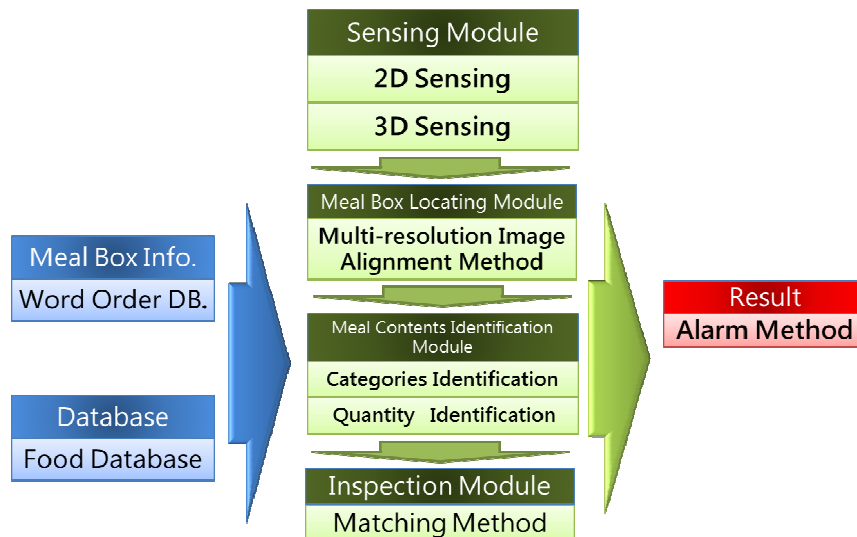 Sensing Module
2D Sensing
3D Sensing
Meal Box Locating Module
Multi-resolution Image
Alignment Method
Meal Box Info.
Word Order DB.
Meal Contents Identification
Module
Categories Identification
Quantity Identification
Database
Food Database
Inspection Module
Matching Method
Result
Alarm Method